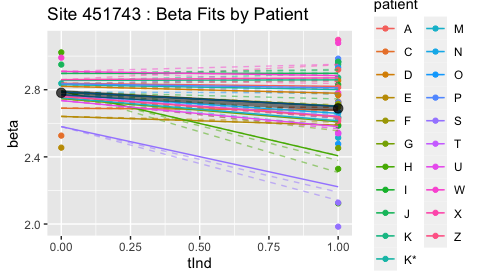 Site 451743 : Beta Fits by Patient
beta
2.8
2.4
2.0
0.00 0.25 0.50 0.75 1.00
tInd
patient
A
C
D
E
F
G
H
I
J
K
K*
M
N
O
P
S
T
U
W
X
Z